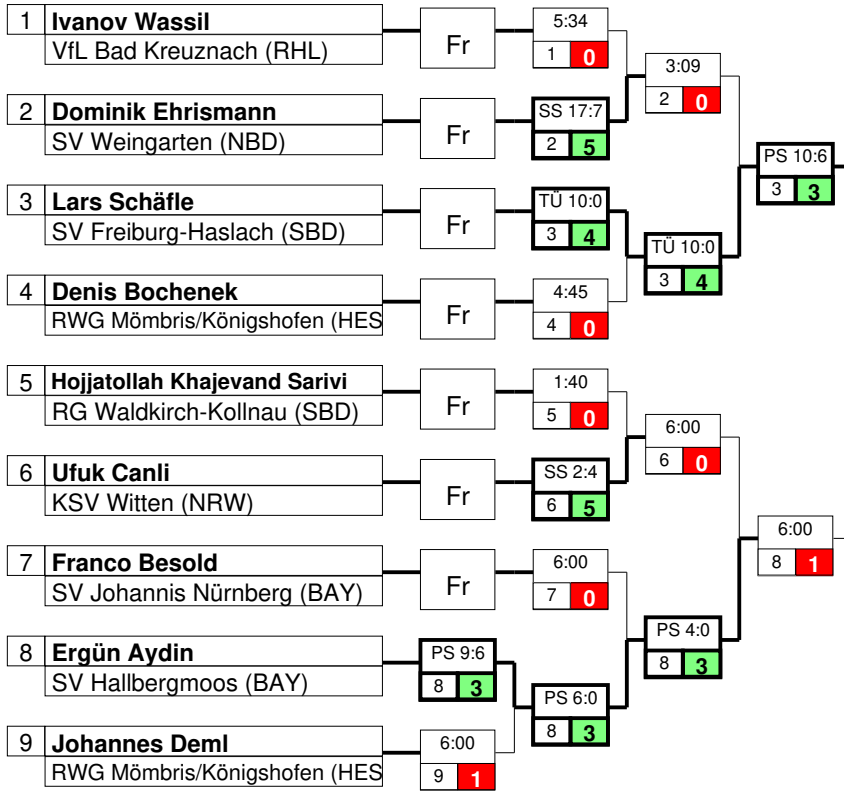 1 Ivanov Wassil
VfL Bad Kreuznach (RHL)
Fr
5:34
1 0
3:09
2 0
2 Dominik Ehrismann
SV Weingarten (NBD)
Fr
SS 17:7
2 5
PS 10:6
3 3
3 Lars Schäfle
SV Freiburg-Haslach (SBD)
Fr
TÜ 10:0
3 4
TÜ 10:0
3 4
4 Denis Bochenek
RWG Mömbris/Königshofen (HES
Fr
4:45
4 0
5 Hojjatollah Khajevand Sarivi
RG Waldkirch-Kollnau (SBD)
Fr
1:40
5 0
6:00
6 0
6 Ufuk Canli
KSV Witten (NRW)
Fr
SS 2:4
6 5
6:00
8 1
7 Franco Besold
SV Johannis Nürnberg (BAY)
Fr
6:00
7 0
PS 4:0
8 3
8 Ergün Aydin
SV Hallbergmoos (BAY)
PS 9:6
8 3
PS 6:0
8 3
9 Johannes Deml
RWG Mömbris/Königshofen (HES
6:00
9 1